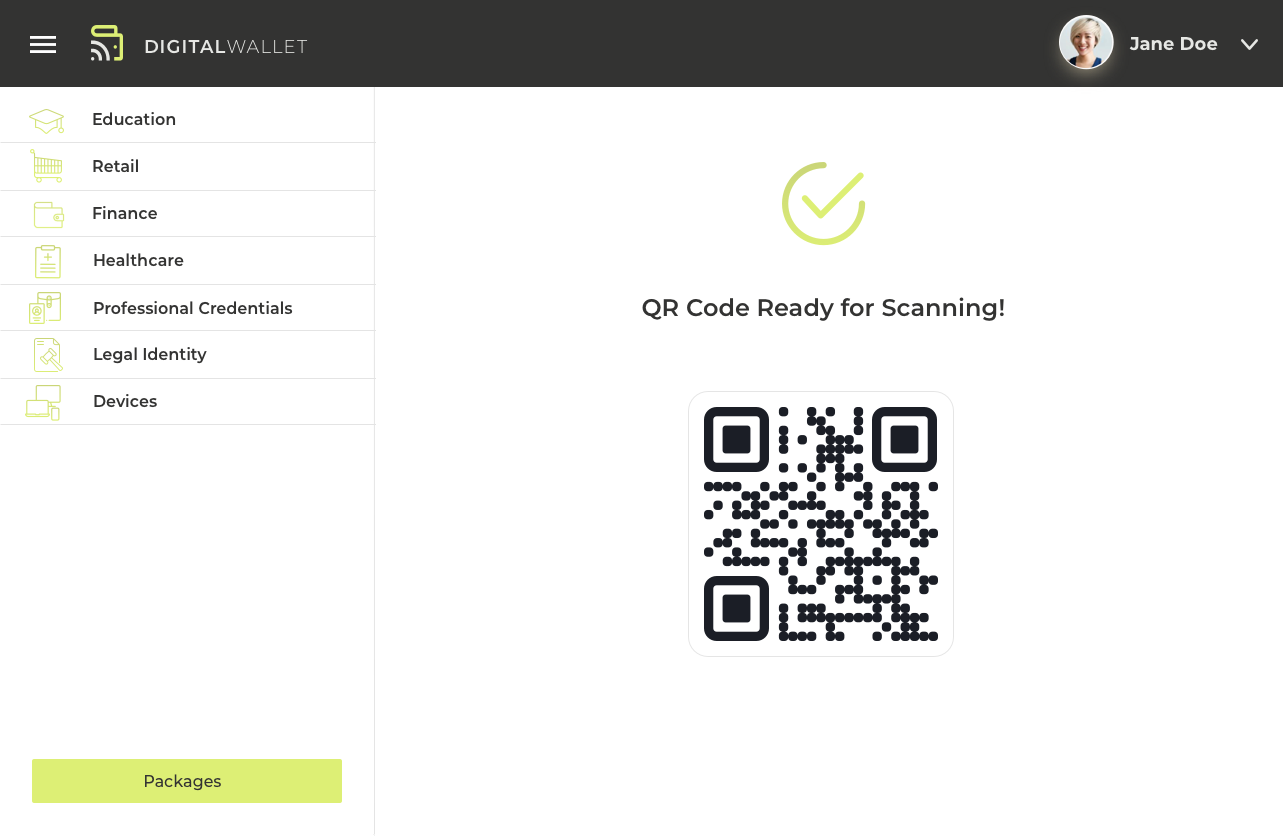 DIGITALWALLET
Jane Doe
Education
Retail
Finance
Healthcare
Professional Credentials
Legal Identity
Devices
QR Code Ready for Scanning!
Packages